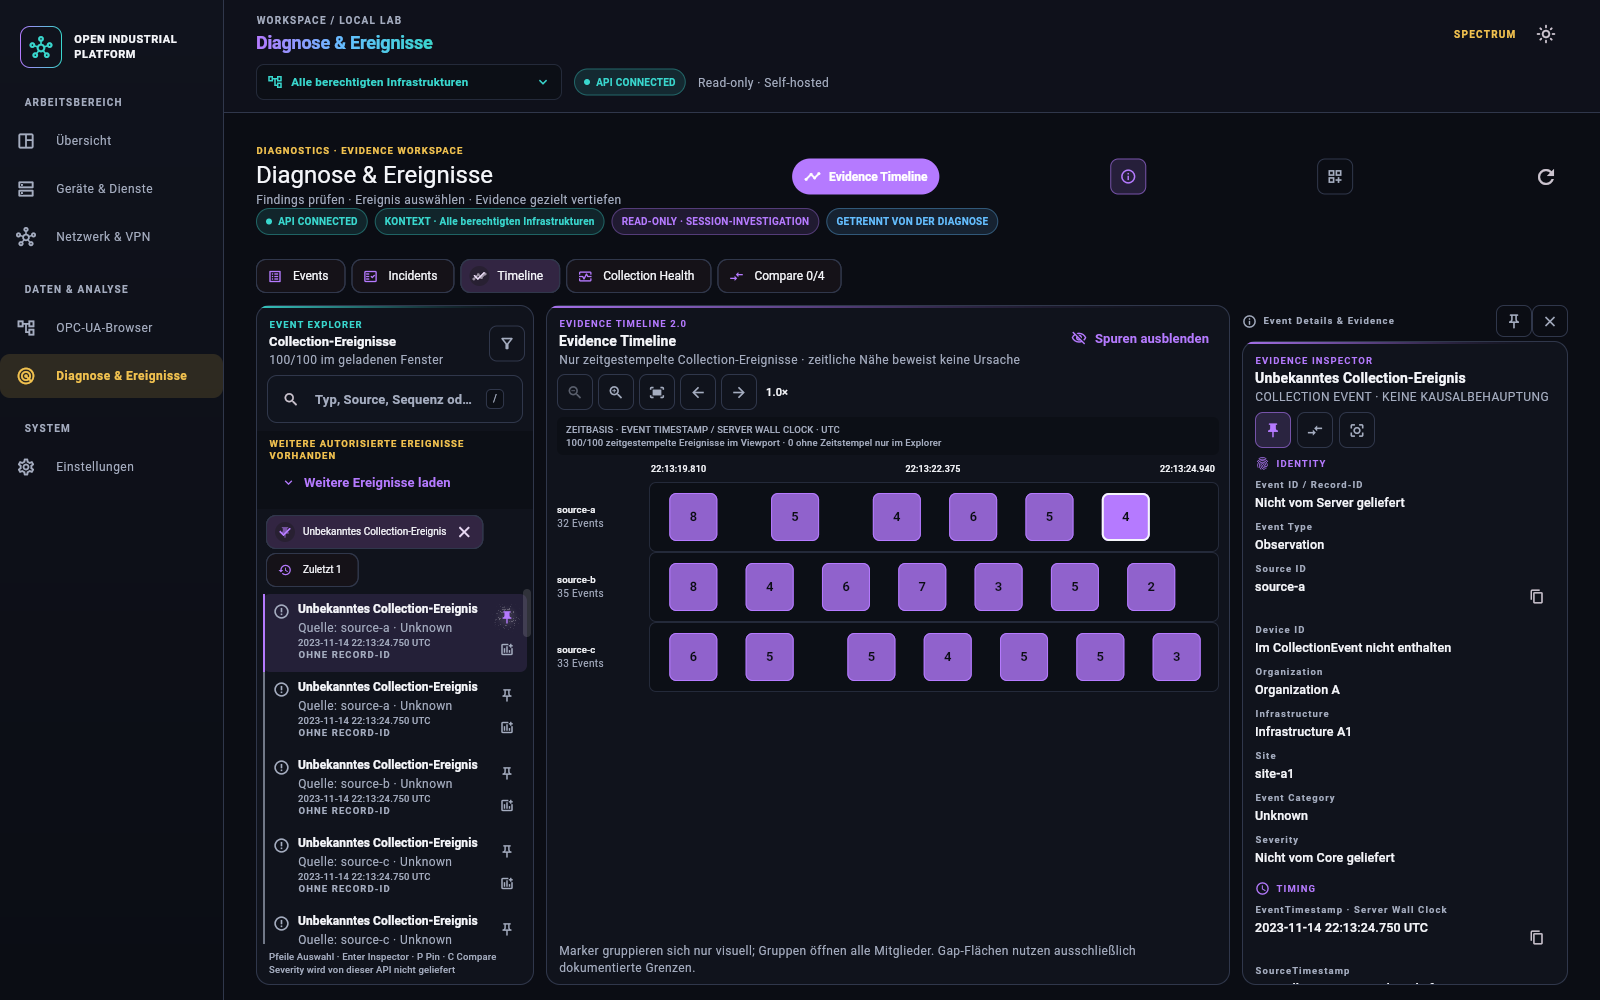 OPEN INDUSTRIAL
PLATFORM
ARBEITSBEREICH
Übersicht
Geräte & Dienste
Netzwerk & VPN
DATEN & ANALYSE
OPC-UA-Browser
Diagnose & Ereignisse
SYSTEM
Einstellungen
WORKSPACE / LOCAL LAB
Diagnose & Ereignisse
SPECTRUM
Alle berechtigten Infrastrukturen
API CONNECTED
Read-only · Self-hosted
DIAGNOSTICS · EVIDENCE WORKSPACE
Diagnose & Ereignisse
Findings prüfen · Ereignis auswählen · Evidence gezielt vertiefen
Evidence Timeline
API CONNECTED
KONTEXT · Alle berechtigten Infrastrukturen
READ-ONLY · SESSION-INVESTIGATION
GETRENNT VON DER DIAGNOSE
Events
Incidents
Timeline
Collection Health
Compare 0/4
EVENT EXPLORER
Collection-Ereignisse
100/100 im geladenen Fenster
Typ, Source, Sequenz od...
/
WEITERE AUTORISIERTE EREIGNISSE
VORHANDEN
Weitere Ereignisse laden
Unbekanntes Collection-Ereignis
Zuletzt 1
Unbekanntes Collection-Ereignis
Quelle: source-a · Unknown
2023-11-14 22:13:24.750 UTC
OHNE RECORD-ID
Unbekanntes Collection-Ereignis
Quelle: source-a · Unknown
2023-11-14 22:13:24.750 UTC
OHNE RECORD-ID
Unbekanntes Collection-Ereignis
Quelle: source-b · Unknown
2023-11-14 22:13:24.750 UTC
OHNE RECORD-ID
Unbekanntes Collection-Ereignis
Quelle: source-c · Unknown
2023-11-14 22:13:24.750 UTC
OHNE RECORD-ID
Unbekanntes Collection-Ereignis
Quelle: source-c · Unknown
Pfeile Auswahl · Enter Inspector · P Pin · C Compare
Severity wird von dieser API nicht geliefert
EVIDENCE TIMELINE 2.0
Evidence Timeline
Nur zeitgestempelte Collection-Ereignisse · zeitliche Nähe beweist keine Ursache
Spuren ausblenden
1.0×
ZEITBASIS · EVENT TIMESTAMP / SERVER WALL CLOCK · UTC
100/100 zeitgestempelte Ereignisse im Viewport · 0 ohne Zeitstempel nur im Explorer
22:13:19.810
22:13:22.375
22:13:24.940
source-a
32 Events
8 5 4 6 5 4
source-b
35 Events
8 4 6 7 3 5 2
source-c
33 Events
6 5 5 4 5 5 3
Marker gruppieren sich nur visuell; Gruppen öffnen alle Mitglieder. Gap-Flächen nutzen ausschließlich
dokumentierte Grenzen.
Event Details & Evidence
EVIDENCE INSPECTOR
Unbekanntes Collection-Ereignis
COLLECTION EVENT · KEINE KAUSALBEHAUPTUNG
IDENTITY
Event ID / Record-ID
Nicht vom Server geliefert
Event Type
Observation
Source ID
source-a
Device ID
Im CollectionEvent nicht enthalten
Organization
Organization A
Infrastructure
Infrastructure A1
Site
site-a1
Event Category
Unknown
Severity
Nicht vom Core geliefert
TIMING
EventTimestamp · Server Wall Clock
2023-11-14 22:13:24.750 UTC
SourceTimestamp